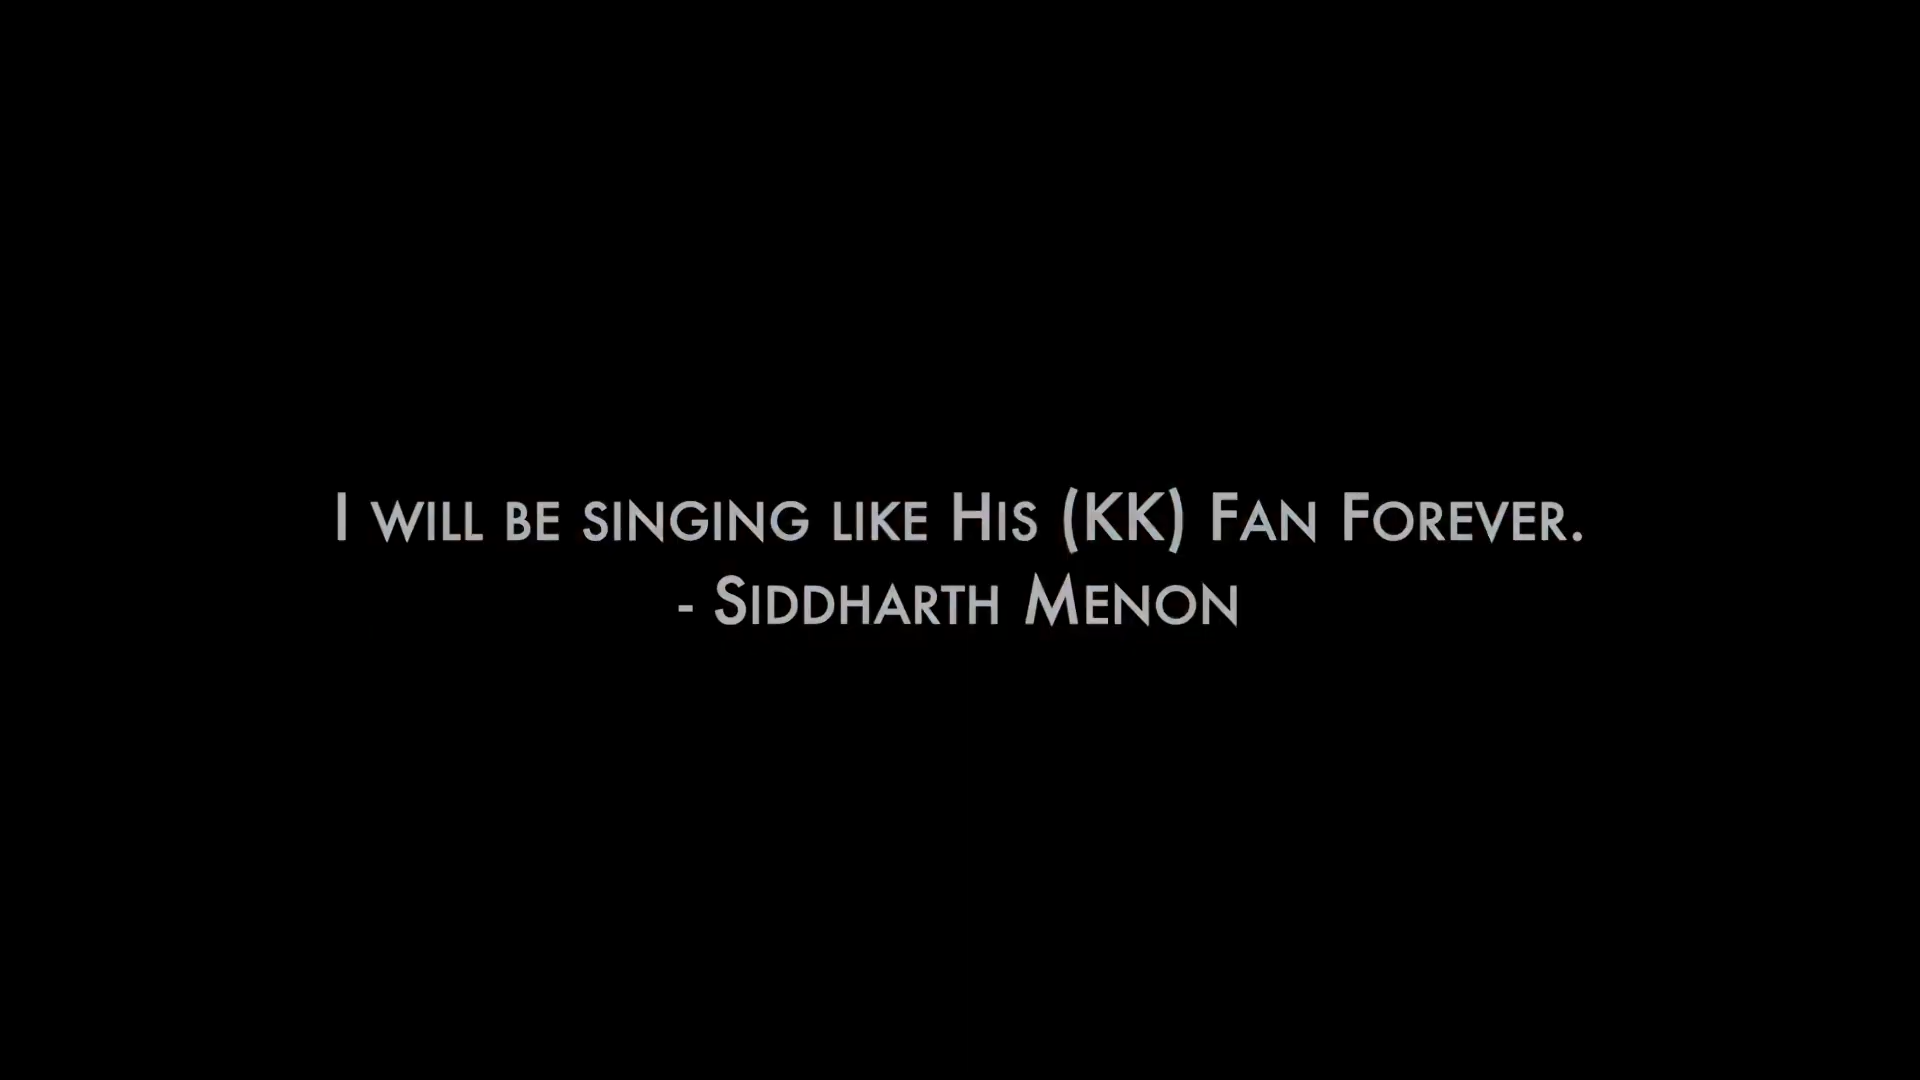 I will be singing like His (KK) Fan Forever.
- Siddharth Menon